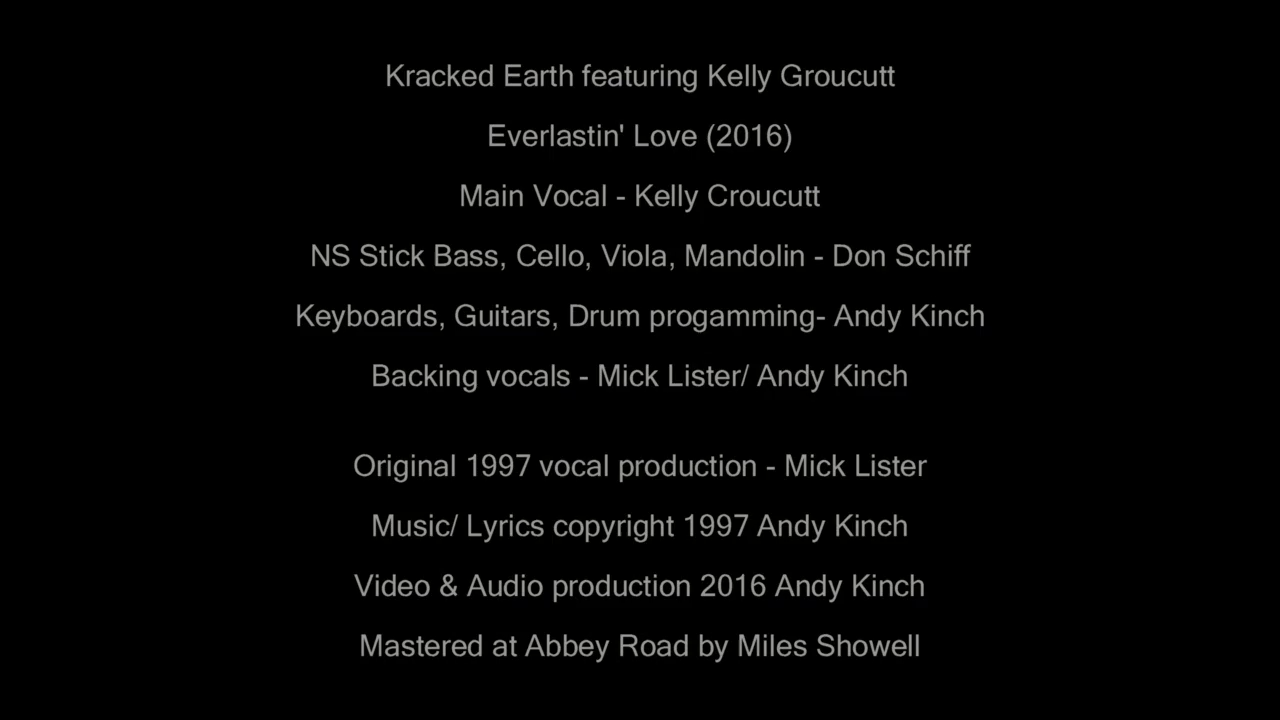 Kracked Earth featuring Kelly Groucutt
Everlastin' Love (2016)
Main Vocal - Kelly Croucutt
NS Stick Bass, Cello, Viola, Mandolin - Don Schiff
Keyboards, Guitars, Drum progamming- Andy Kinch
Backing vocals - Mick Lister/ Andy Kinch
Original 1997 vocal production - Mick Lister
Music/ Lyrics copyright 1997 Andy Kinch
Video & Audio production 2016 Andy Kinch
Mastered at Abbey Road by Miles Showell